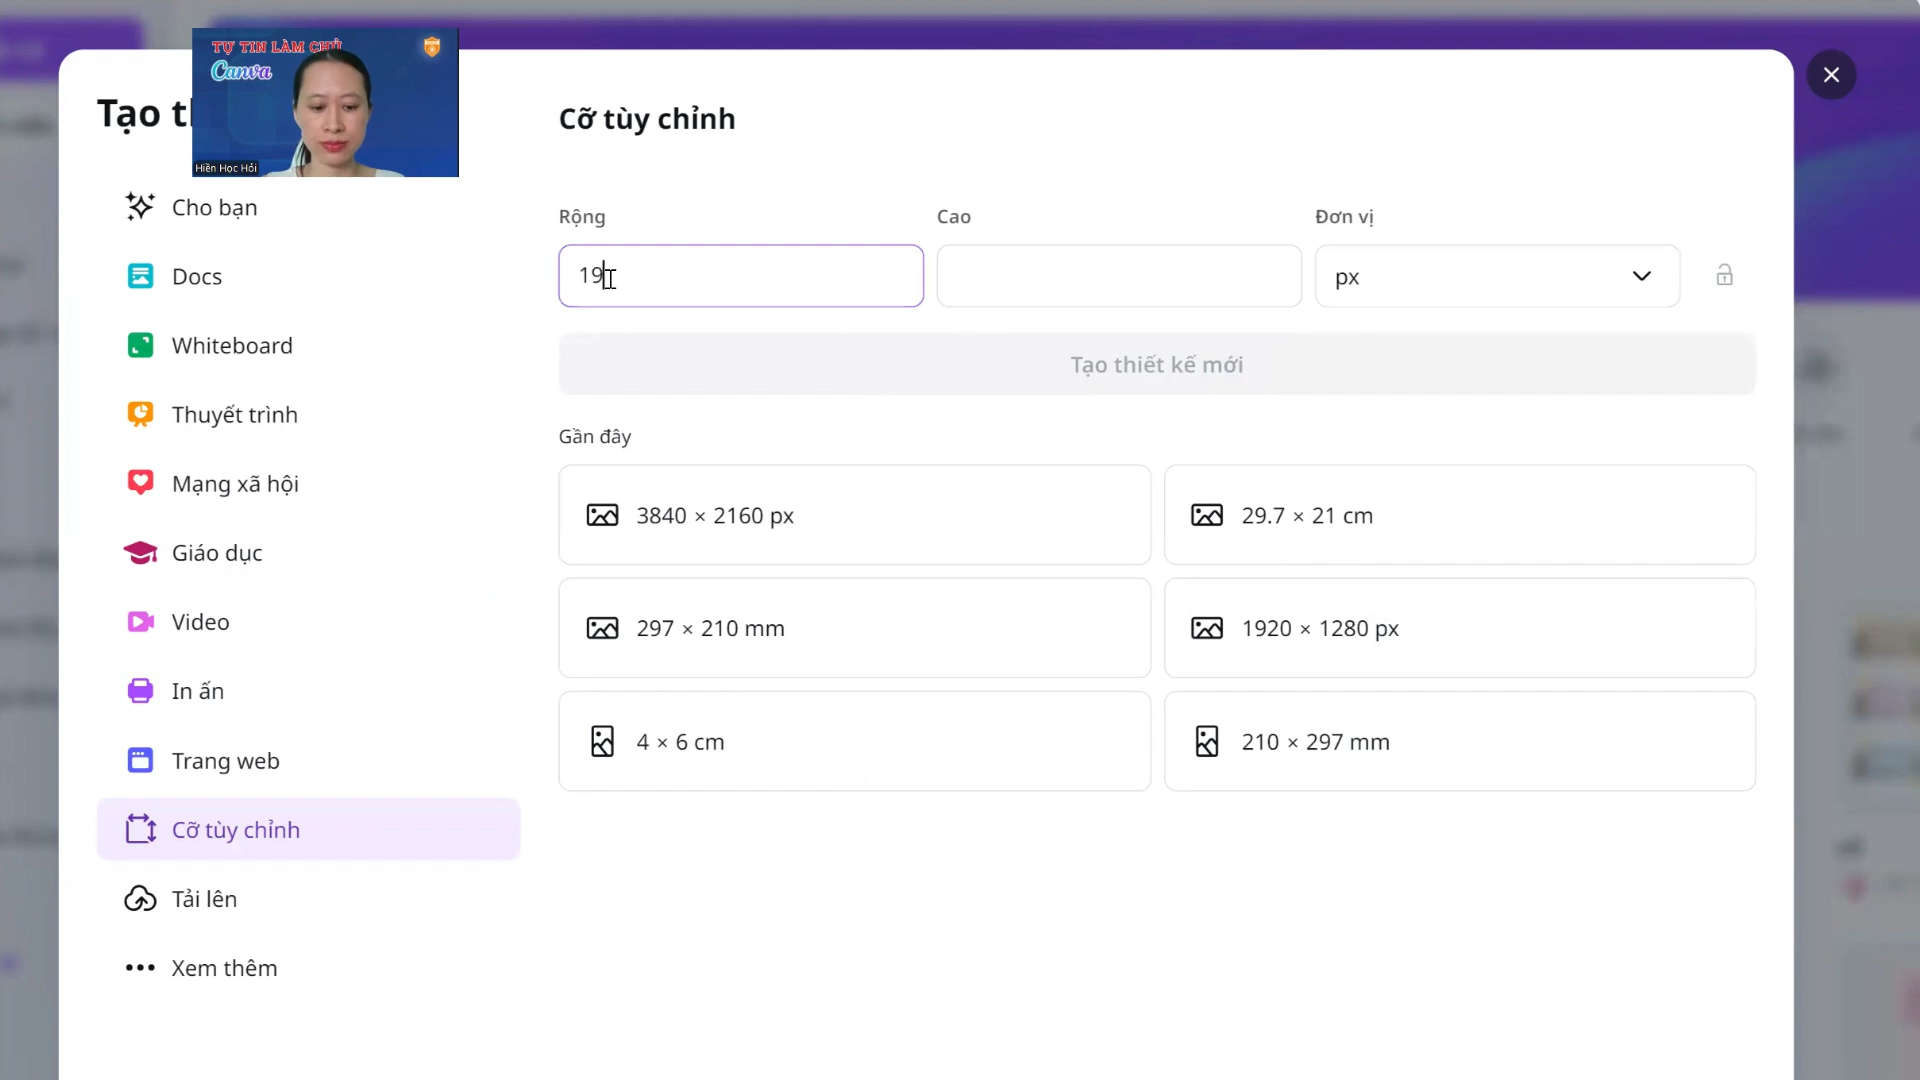 TỰ TIN LÀM CHỦ
Canva
Hiền Học Hỏi
Tạo t
Cho bạn
Docs
Whiteboard
Thuyết trình
Mạng xã hội
Giáo dục
Video
In ấn
Trang web
Cỡ tùy chỉnh
Tải lên
Xem thêm
Cỡ tùy chỉnh
Rộng
Cao
Đơn vị
19
px
Tạo thiết kế mới
Gần đây
3840 × 2160 px
29.7 × 21 cm
297 × 210 mm
1920 × 1280 px
4 × 6 cm
210 × 297 mm